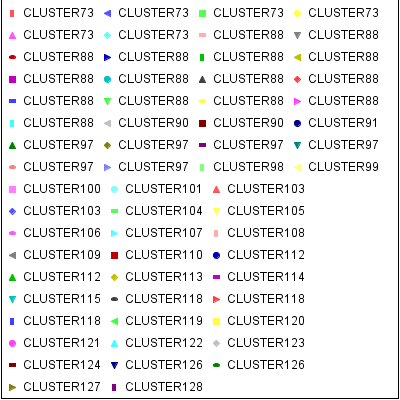 CLUSTER73 CLUSTER73 CLUSTER73 CLUSTER73
CLUSTER73 CLUSTER73 CLUSTER88 CLUSTER88
CLUSTER88 CLUSTER88 CLUSTER88 CLUSTER88
CLUSTER88 CLUSTER88 CLUSTER88 CLUSTER88
CLUSTER88 CLUSTER88 CLUSTER88 CLUSTER88
CLUSTER88 CLUSTER90 CLUSTER90 CLUSTER91
CLUSTER97 CLUSTER97 CLUSTER97 CLUSTER97
CLUSTER97 CLUSTER97 CLUSTER98 CLUSTER99
CLUSTER100 CLUSTER101 CLUSTER103
CLUSTER103 CLUSTER104 CLUSTER105
CLUSTER106 CLUSTER107 CLUSTER108
CLUSTER109 CLUSTER110 CLUSTER112
CLUSTER112 CLUSTER113 CLUSTER114
CLUSTER115 CLUSTER118 CLUSTER118
CLUSTER118 CLUSTER119 CLUSTER120
CLUSTER121 CLUSTER122 CLUSTER123
CLUSTER124 CLUSTER126 CLUSTER126
CLUSTER127 CLUSTER128